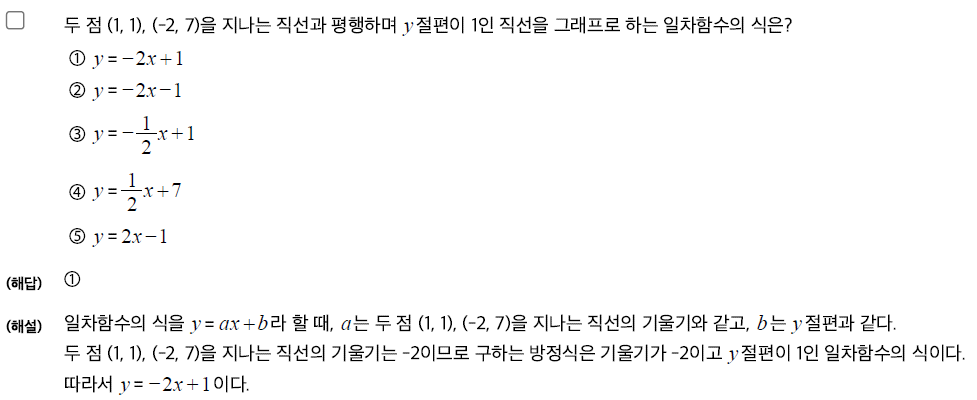 두 점 (1, 1), (-2, 7)을 지나는 직선과 평행하며 y절편이 1인 직선을 그래프로 하는 일차함수의 식은?
① y = −2x+1
② y = −2x−1
③ y = −\frac{1}{2}x+1
④ y = \frac{1}{2}x+7
⑤ y = 2x−1
(해답) ①
(해설) 일차함수의 식을 y = ax+b라 할 때, a는 두 점 (1, 1), (-2, 7)을 지나는 직선의 기울기와 같고, b는 y절편과 같다.
두 점 (1, 1), (-2, 7)을 지나는 직선의 기울기는 -2이므로 구하는 방정식은 기울기가 -2이고 y절편이 1인 일차함수의 식이다.
따라서 y = −2x+1이다.